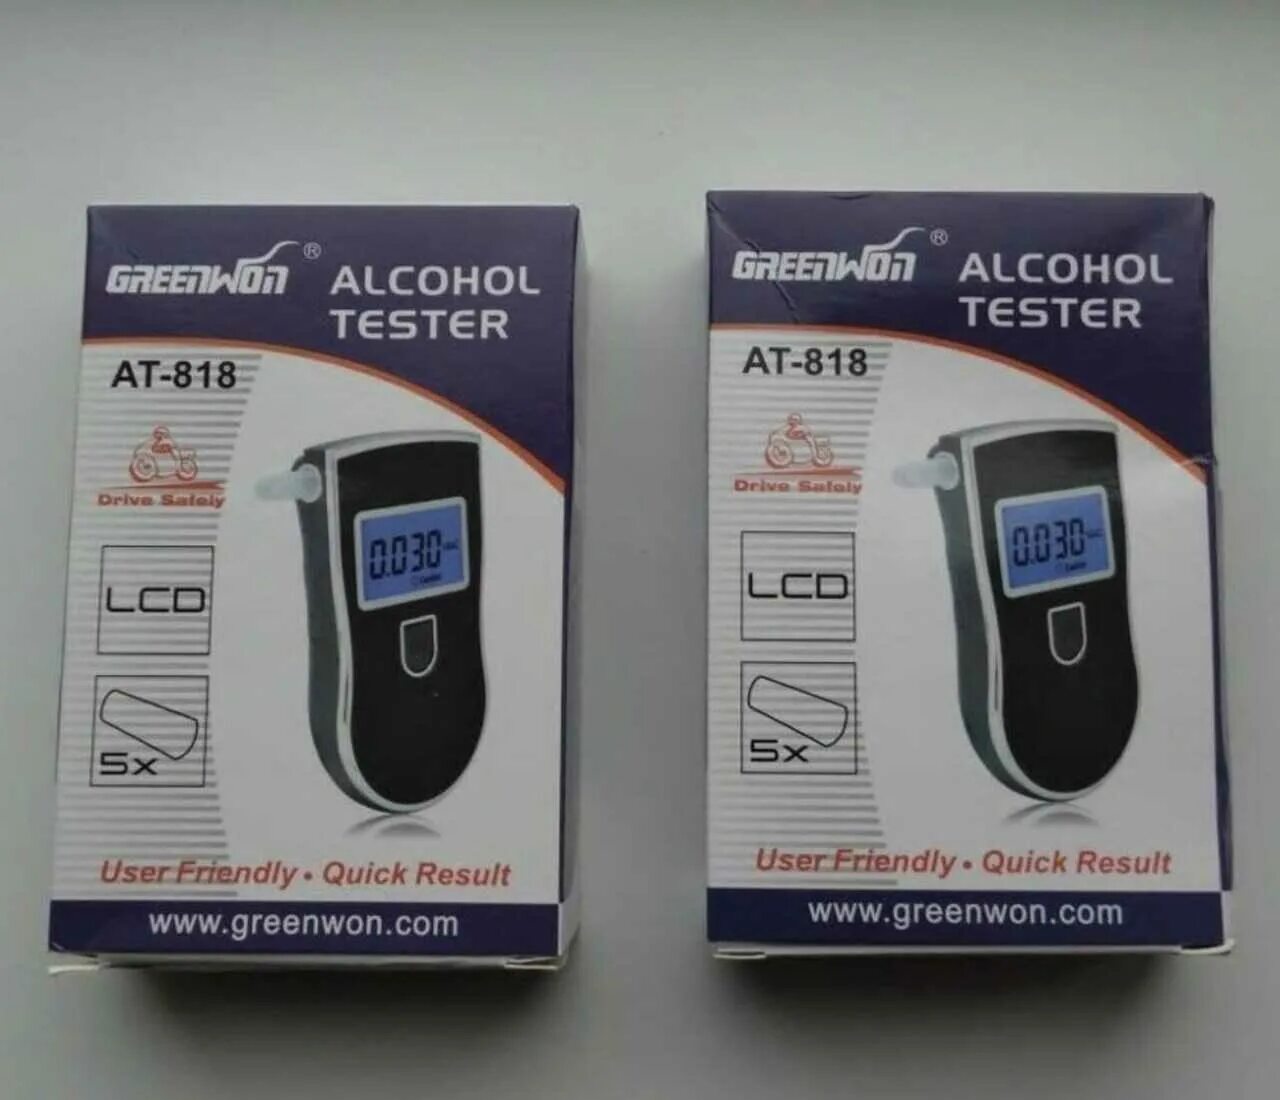 GREENWON®
ALCOHOL
TESTER
AT-818
Drive Safely
0.030
LCD
5x
User Friendly • Quick Result
www.greenwon.com
GREENWON®
ALCOHOL
TESTER
AT-818
Drive Safely
0.030
LCD
5x
User Friendly • Quick Result
www.greenwon.com